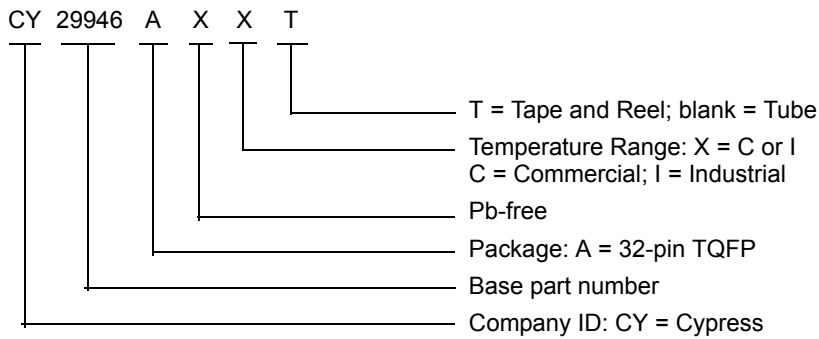 CY 29946 A X X T
T = Tape and Reel; blank = Tube
Temperature Range: X = C or I
C = Commercial; I = Industrial
Pb-free
Package: A = 32-pin TQFP
Base part number
Company ID: CY = Cypress